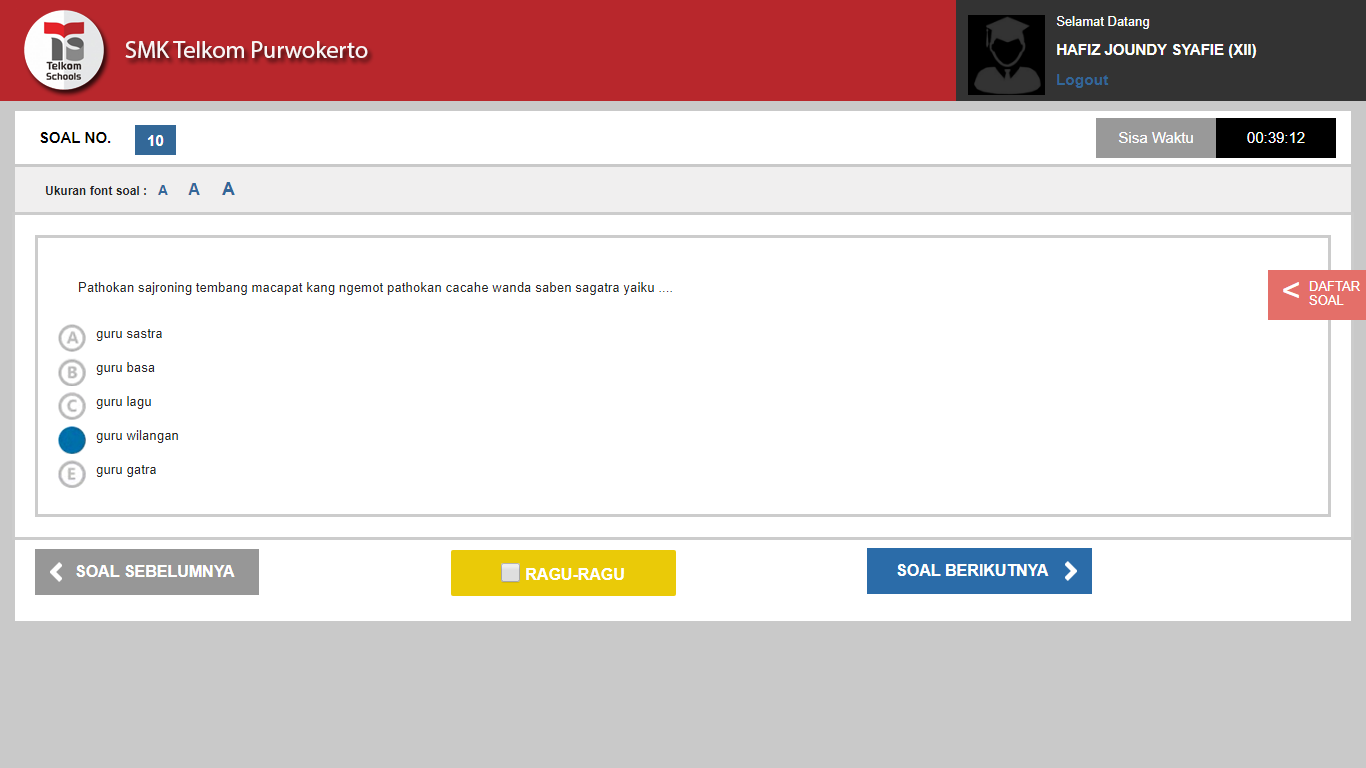 Telkom
Schools
SMK Telkom Purwokerto
Selamat Datang
HAFIZ JOUNDY SYAFIE (XII)
Logout
SOAL NO. 10
Sisa Waktu 00:39:12
Ukuran font soal : A A A
Pathokan sajroning tembang macapat kang ngemot pathokan cacahe wanda saben sagatra yaiku ....
A guru sastra
B guru basa
C guru lagu
guru wilangan
E guru gatra
< DAFTAR
SOAL
SOAL SEBELUMNYA
RAGU-RAGU
SOAL BERIKUTNYA